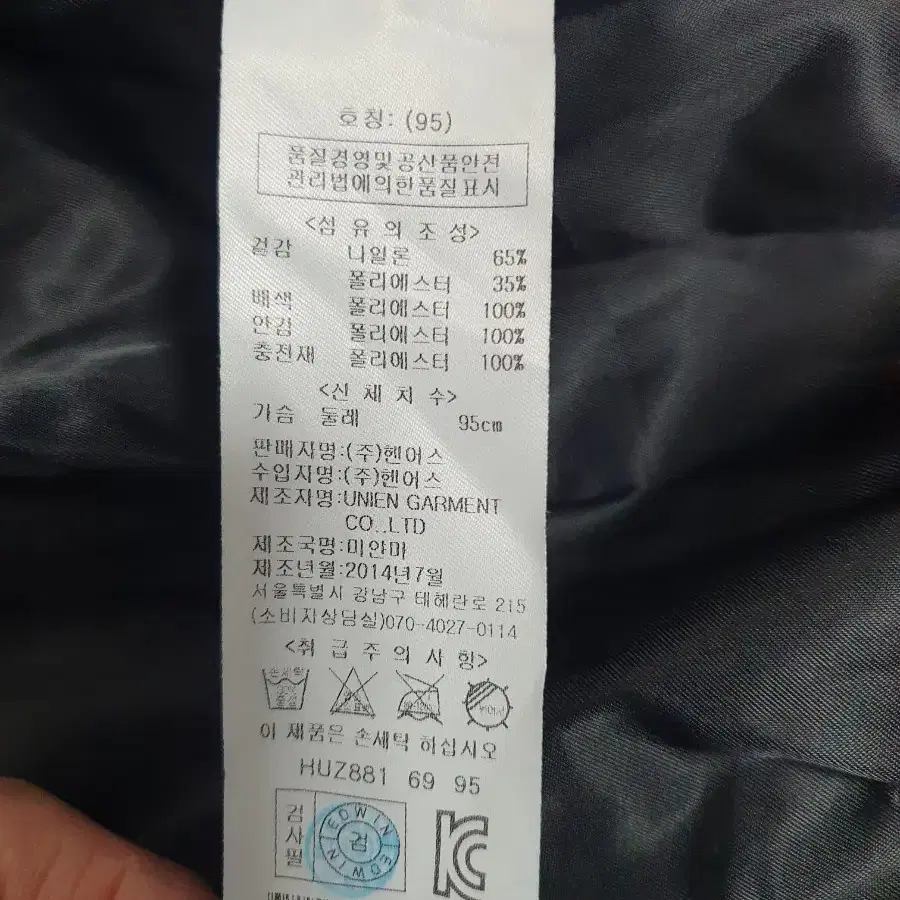 호칭: (95)
품질경영및공산품안전
관리법에의한품질표시
<섬 유 의 조 성>
겉감 나일론 65%
폴리에스터 35%
배색 폴리에스터 100%
안감 폴리에스터 100%
충전재 폴리에스터 100%
<신 체 치 수>
가슴 둘레 95cm
판매자명:(주)헨어스
수입자명:(주)헨어스
제조자명:UNIEN GARMENT
CO.,LTD
제조국명:미얀마
제조년월:2014년7월
서울특별시 강남구 테헤란로 215
(소비자상담실)070-4027-0114
<취 급 주 의 사 항>
손세탁
이 제품은 손세탁 하십시오
HUZ881 69 95
검사필
EDWIN
검
EDWIN